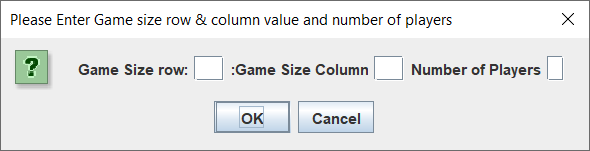 Please Enter Game size row & column value and number of players
Game Size row: :Game Size Column Number of Players
OK Cancel